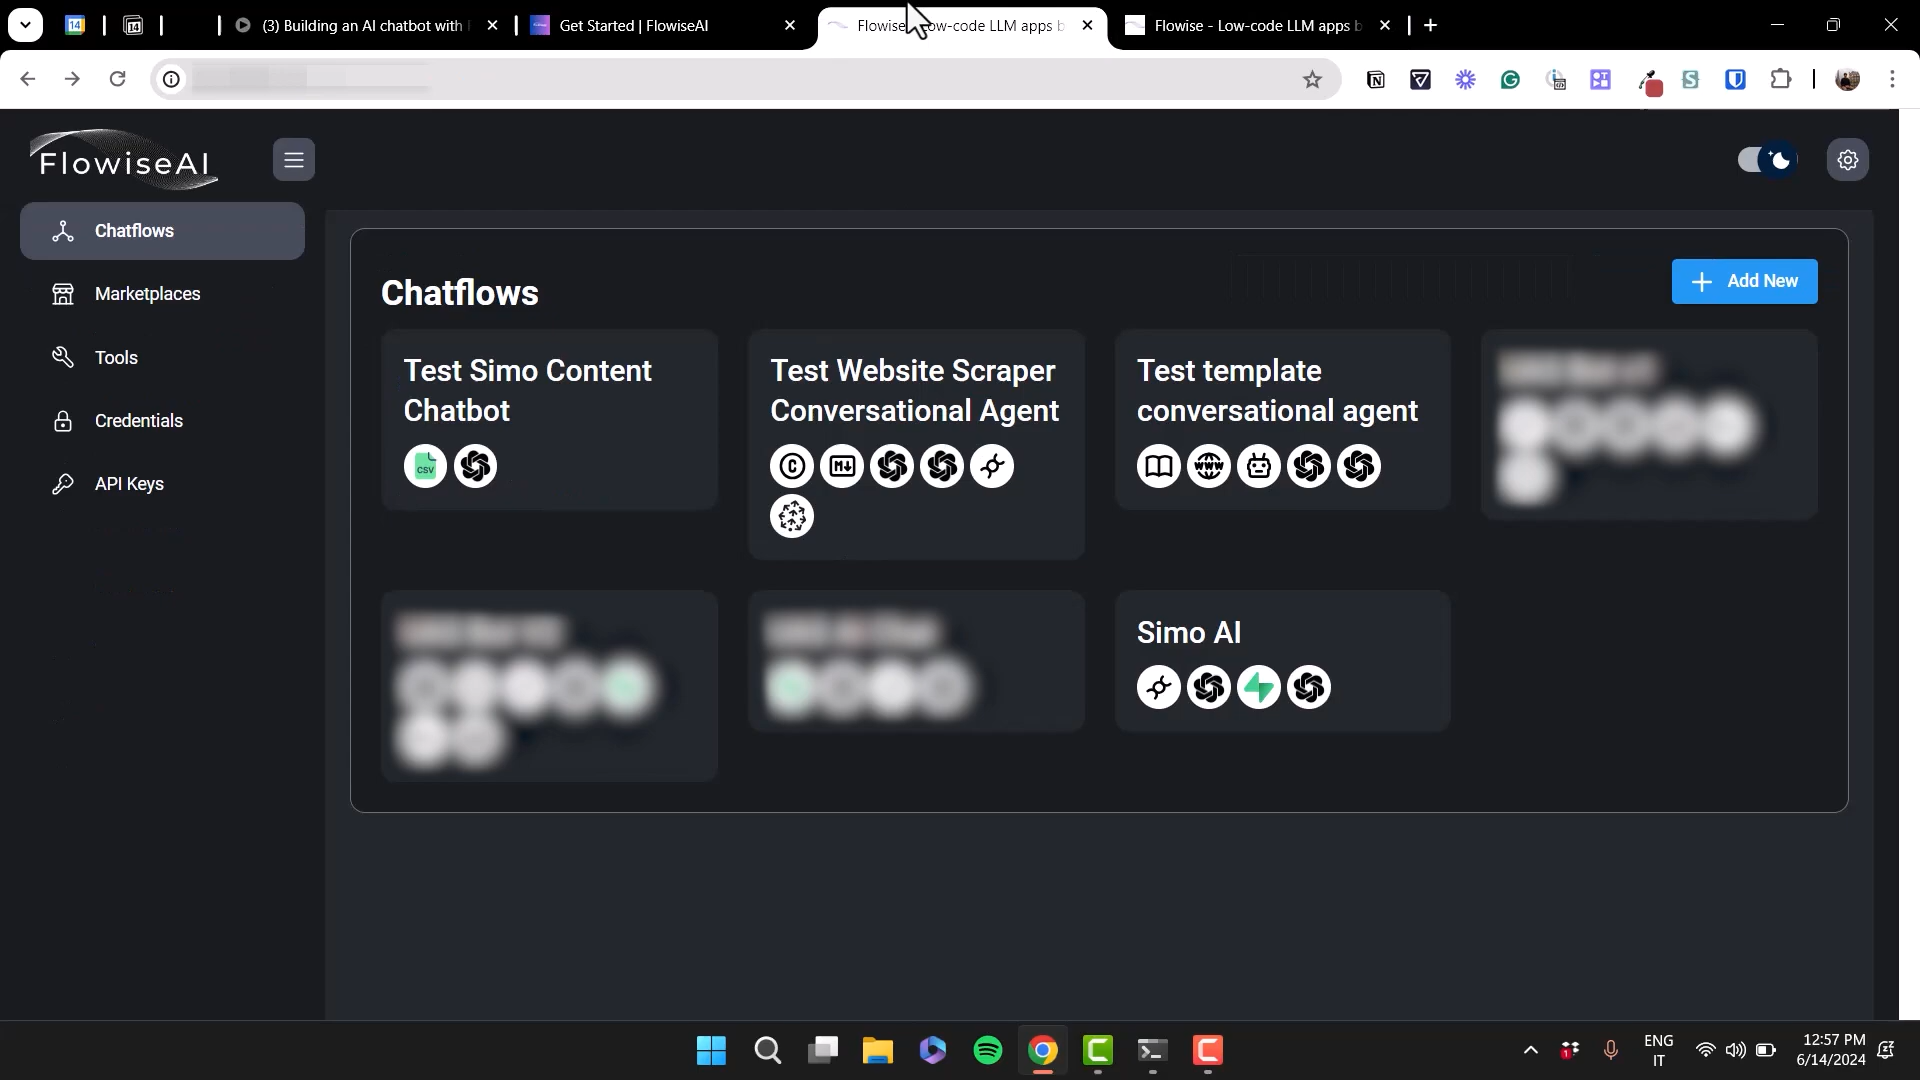 (3) Building an AI chatbot with
Get Started | FlowiseAI
Flowise - Low-code LLM apps b
Flowise - Low-code LLM apps b
FlowiseAI
Chatflows
Marketplaces
Tools
Credentials
API Keys
Chatflows
Add New
Test Simo Content
Chatbot
CSV
Test Website Scraper
Conversational Agent
Test template
conversational agent
WWW
Simo AI
ENG
IT
12:57 PM
6/14/2024